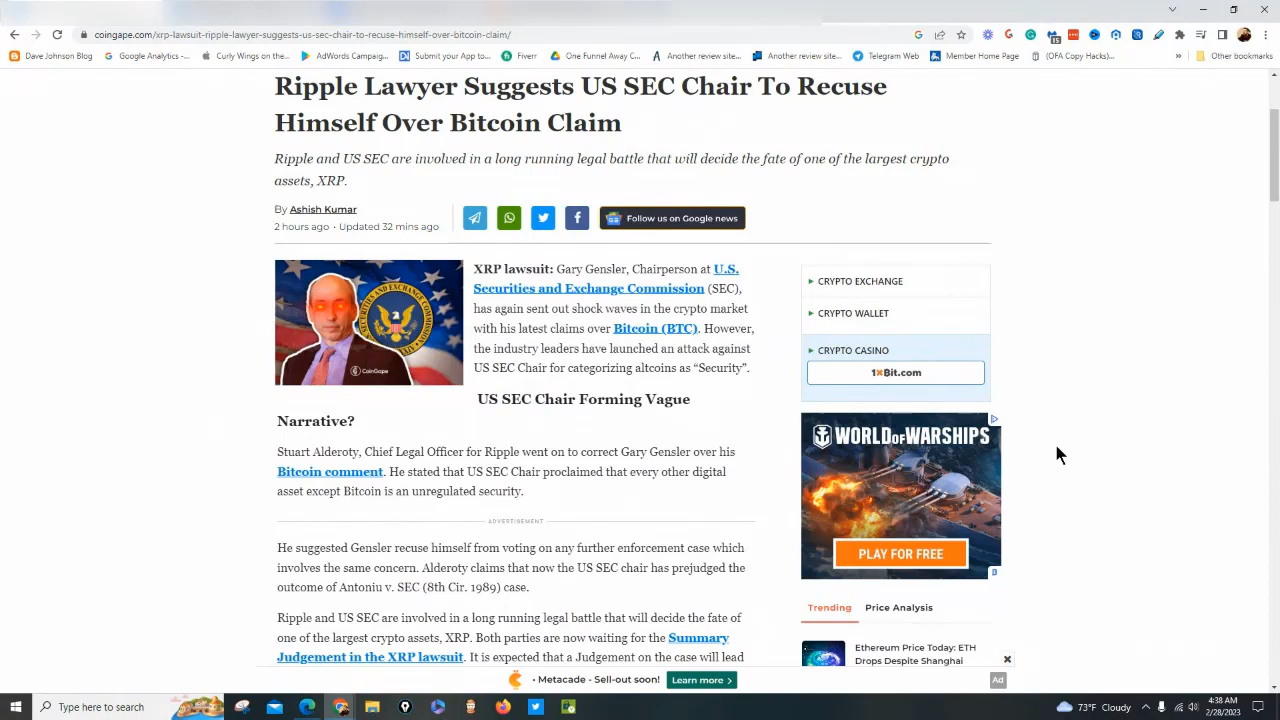 coingape.com/xrp-lawsuit-ripple-lawyer-suggests-us-sec-chair-to-recuse-himself-over-bitcoin-claim/
15
Dave Johnson Blog
Google Analytics -...
Curly Wings on the...
AdWords Campaign...
Submit your App to...
Fiverr
One Funnel Away C...
Another review site...
Another review site...
Telegram Web
Member Home Page
(OFA Copy Hacks)...
»
Other bookmarks
Ripple Lawyer Suggests US SEC Chair To Recuse
Himself Over Bitcoin Claim
Ripple and US SEC are involved in a long running legal battle that will decide the fate of one of the largest crypto
assets, XRP.
By Ashish Kumar
2 hours ago • Updated 32 mins ago
Follow us on Google news
CoinGape
XRP lawsuit: Gary Gensler, Chairperson at U.S.
Securities and Exchange Commission (SEC),
has again sent out shock waves in the crypto market
with his latest claims over Bitcoin (BTC). However,
the industry leaders have launched an attack against
US SEC Chair for categorizing altcoins as “Security”.
US SEC Chair Forming Vague
Narrative?
Stuart Alderoty, Chief Legal Officer for Ripple went on to correct Gary Gensler over his
Bitcoin comment. He stated that US SEC Chair proclaimed that every other digital
asset except Bitcoin is an unregulated security.
ADVERTISEMENT
He suggested Gensler recuse himself from voting on any further enforcement case which
involves the same concern. Alderoty claims that now the US SEC chair has prejudged the
outcome of Antoniu v. SEC (8th Cir. 1989) case.
Ripple and US SEC are involved in a long running legal battle that will decide the fate of
one of the largest crypto assets, XRP. Both parties are now waiting for the Summary
Judgement in the XRP lawsuit. It is expected that a Judgement on the case will lead
CRYPTO EXCHANGE
CRYPTO WALLET
CRYPTO CASINO
1XBit.com
WORLD OF WARSHIPS
PLAY FOR FREE
Trending
Price Analysis
Ethereum Price Today: ETH
Drops Despite Shanghai
• Metacade - Sell-out soon!
Learn more >
Ad
Type here to search
73°F Cloudy
4:38 AM
2/28/2023